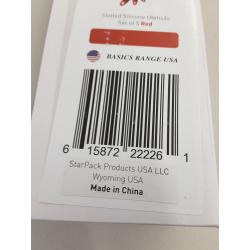 Slotted Silicone Utensils
Set of 5 Red
BASICS RANGE USA
6 15872 22226 1
StarPack Products USA LLC
Wyoming USA
Made in China